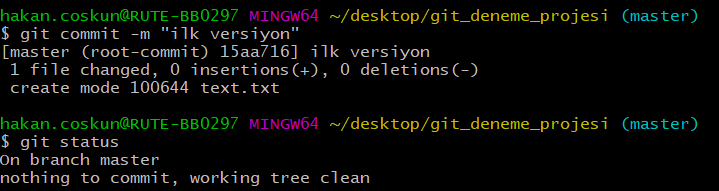 hakan.coskun@RUTE-BB0297 MINGW64 ~/desktop/git_deneme_projesi (master)
$ git commit -m "ilk versiyon"
[master (root-commit) 15aa716] ilk versiyon
 1 file changed, 0 insertions(+), 0 deletions(-)
 create mode 100644 text.txt

hakan.coskun@RUTE-BB0297 MINGW64 ~/desktop/git_deneme_projesi (master)
$ git status
On branch master
nothing to commit, working tree clean